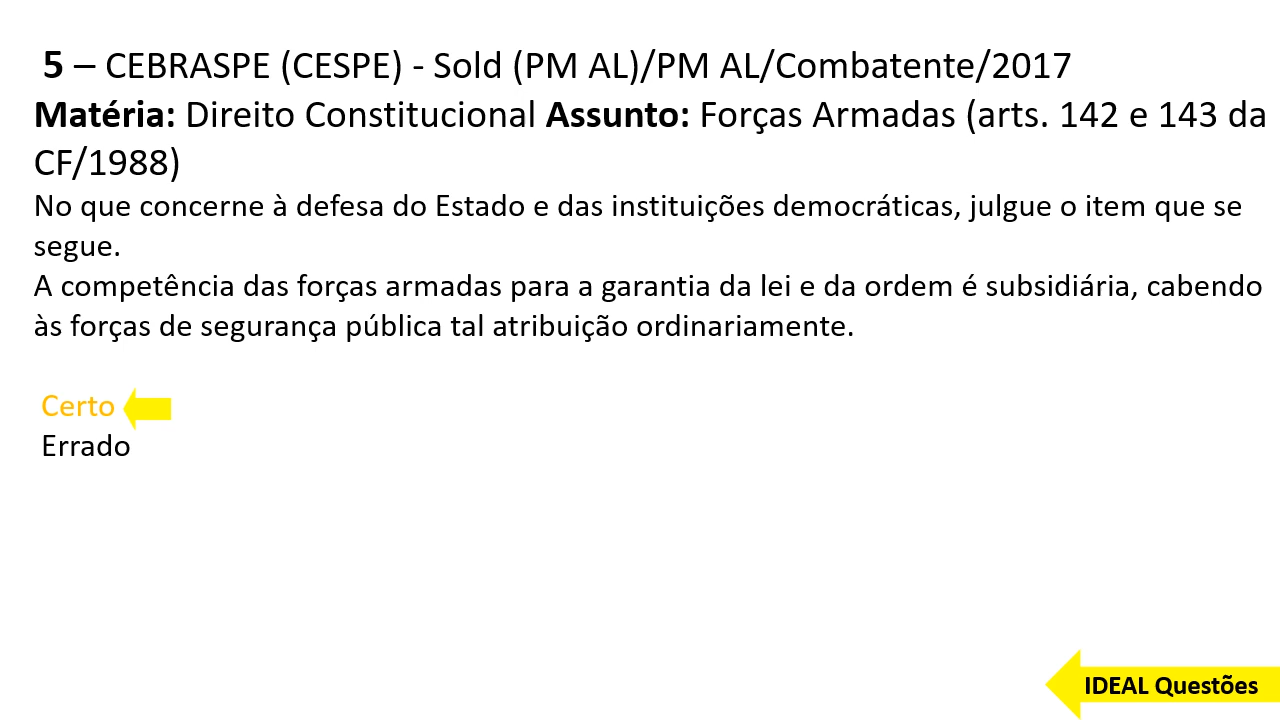 5 – CEBRASPE (CESPE) - Sold (PM AL)/PM AL/Combatente/2017
Matéria: Direito Constitucional Assunto: Forças Armadas (arts. 142 e 143 da
CF/1988)
No que concerne à defesa do Estado e das instituições democráticas, julgue o item que se
segue.
A competência das forças armadas para a garantia da lei e da ordem é subsidiária, cabendo
às forças de segurança pública tal atribuição ordinariamente.
Certo
Errado
IDEAL Questões